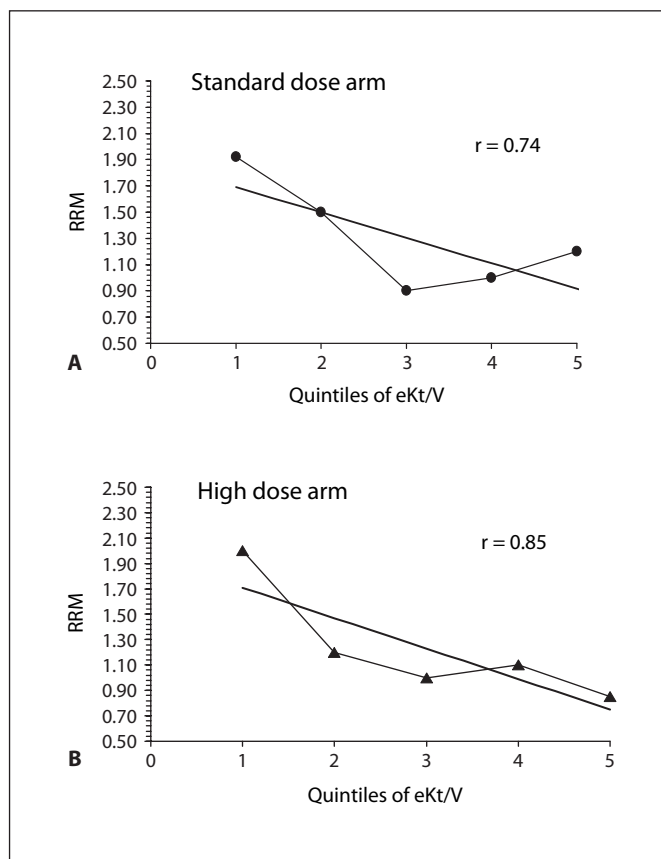 Standard dose arm
r = 0.74
RRM
2.50
2.30
2.10
1.90
1.70
1.50
1.30
1.10
0.90
0.70
0.50
0 1 2 3 4 5
A
Quintiles of eKt/V
High dose arm
r = 0.85
RRM
2.50
2.30
2.10
1.90
1.70
1.50
1.30
1.10
0.90
0.70
0.50
0 1 2 3 4 5
B
Quintiles of eKt/V